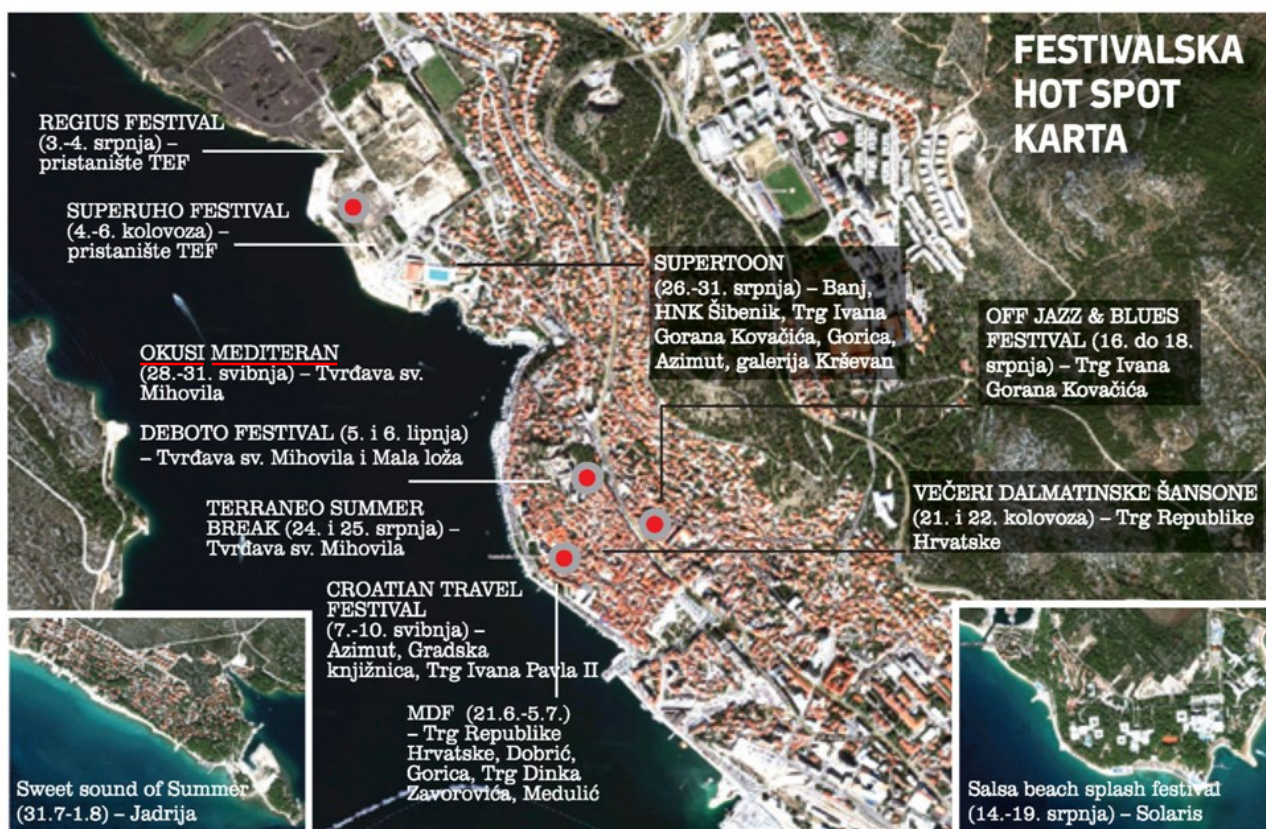 FESTIVALSKA
HOT SPOT
KARTA
REGIUS FESTIVAL
(3.-4. srpnja) –
pristanište TEF
SUPERUHO FESTIVAL
(4.-6. kolovoza) –
pristanište TEF
SUPERTOON
(26.-31. srpnja) – Banj,
HNK Šibenik, Trg Ivana
Gorana Kovačića, Gorica,
Azimut, galerija Krševan
OFF JAZZ & BLUES
FESTIVAL (16. do 18.
srpnja) – Trg Ivana
Gorana Kovačića
OKUSI MEDITERAN
(28.-31. svibnja) – Tvrđava sv.
Mihovila
DEBOTO FESTIVAL (5. i 6. lipnja)
– Tvrđava sv. Mihovila i Mala loža
TERRANEO SUMMER
BREAK (24. i 25. srpnja) –
Tvrđava sv. Mihovila
VEČERI DALMATINSKE ŠANSONE
(21. i 22. kolovoza) – Trg Republike
Hrvatske
CROATIAN TRAVEL
FESTIVAL
(7.-10. svibnja) –
Azimut, Gradska
knjižnica, Trg Ivana Pavla II
MDF (21.6.-5.7.)
– Trg Republike
Hrvatske, Dobrić,
Gorica, Trg Dinka
Zavorovića, Medulić
Sweet sound of Summer
(31.7-1.8) – Jadrija
Salsa beach splash festival
(14.-19. srpnja) – Solaris